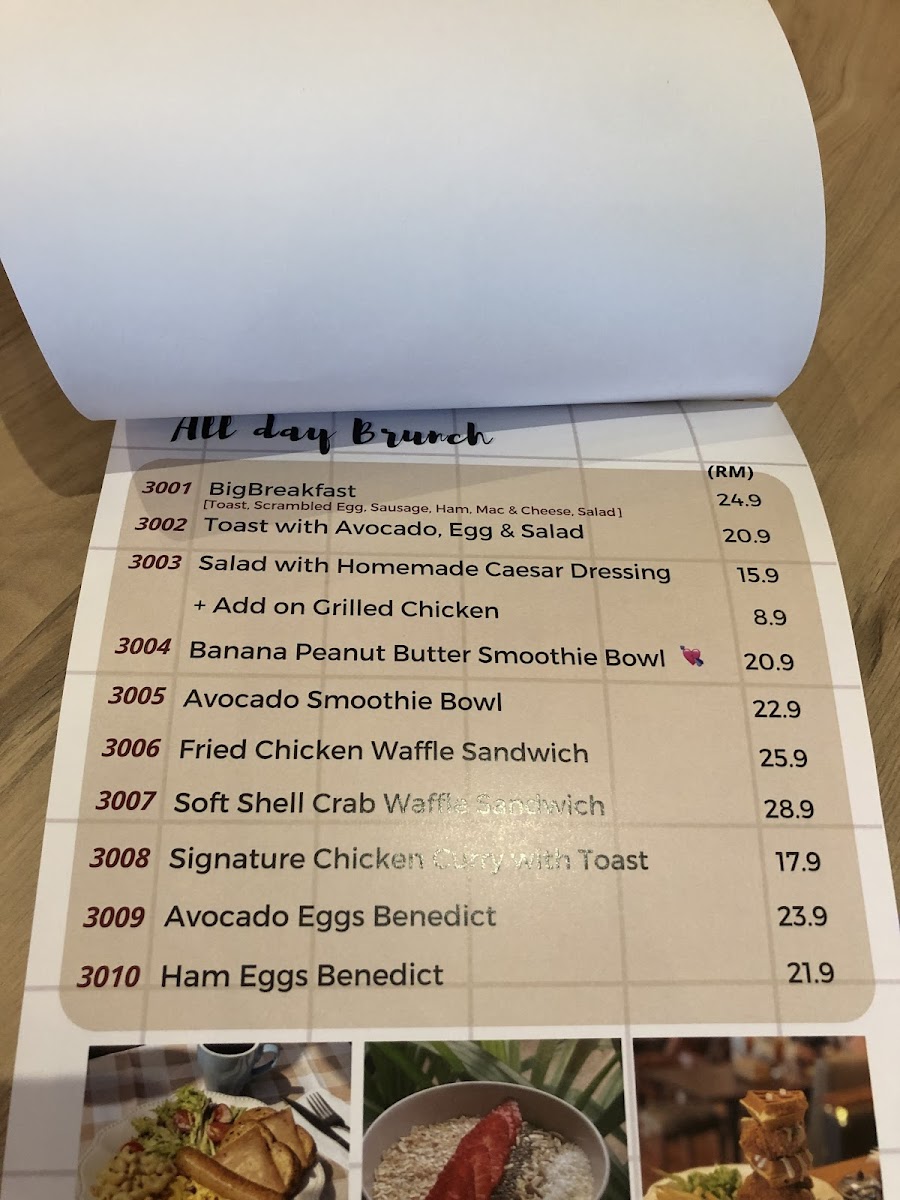 All day Brunch
(RM)
3001 BigBreakfast 24.9
[Toast, Scrambled Egg, Sausage, Ham, Mac & Cheese, Salad]
3002 Toast with Avocado, Egg & Salad 20.9
3003 Salad with Homemade Caesar Dressing 15.9
+ Add on Grilled Chicken 8.9
3004 Banana Peanut Butter Smoothie Bowl 💘 20.9
3005 Avocado Smoothie Bowl 22.9
3006 Fried Chicken Waffle Sandwich 25.9
3007 Soft Shell Crab Waffle Sandwich 28.9
3008 Signature Chicken Curry with Toast 17.9
3009 Avocado Eggs Benedict 23.9
3010 Ham Eggs Benedict 21.9